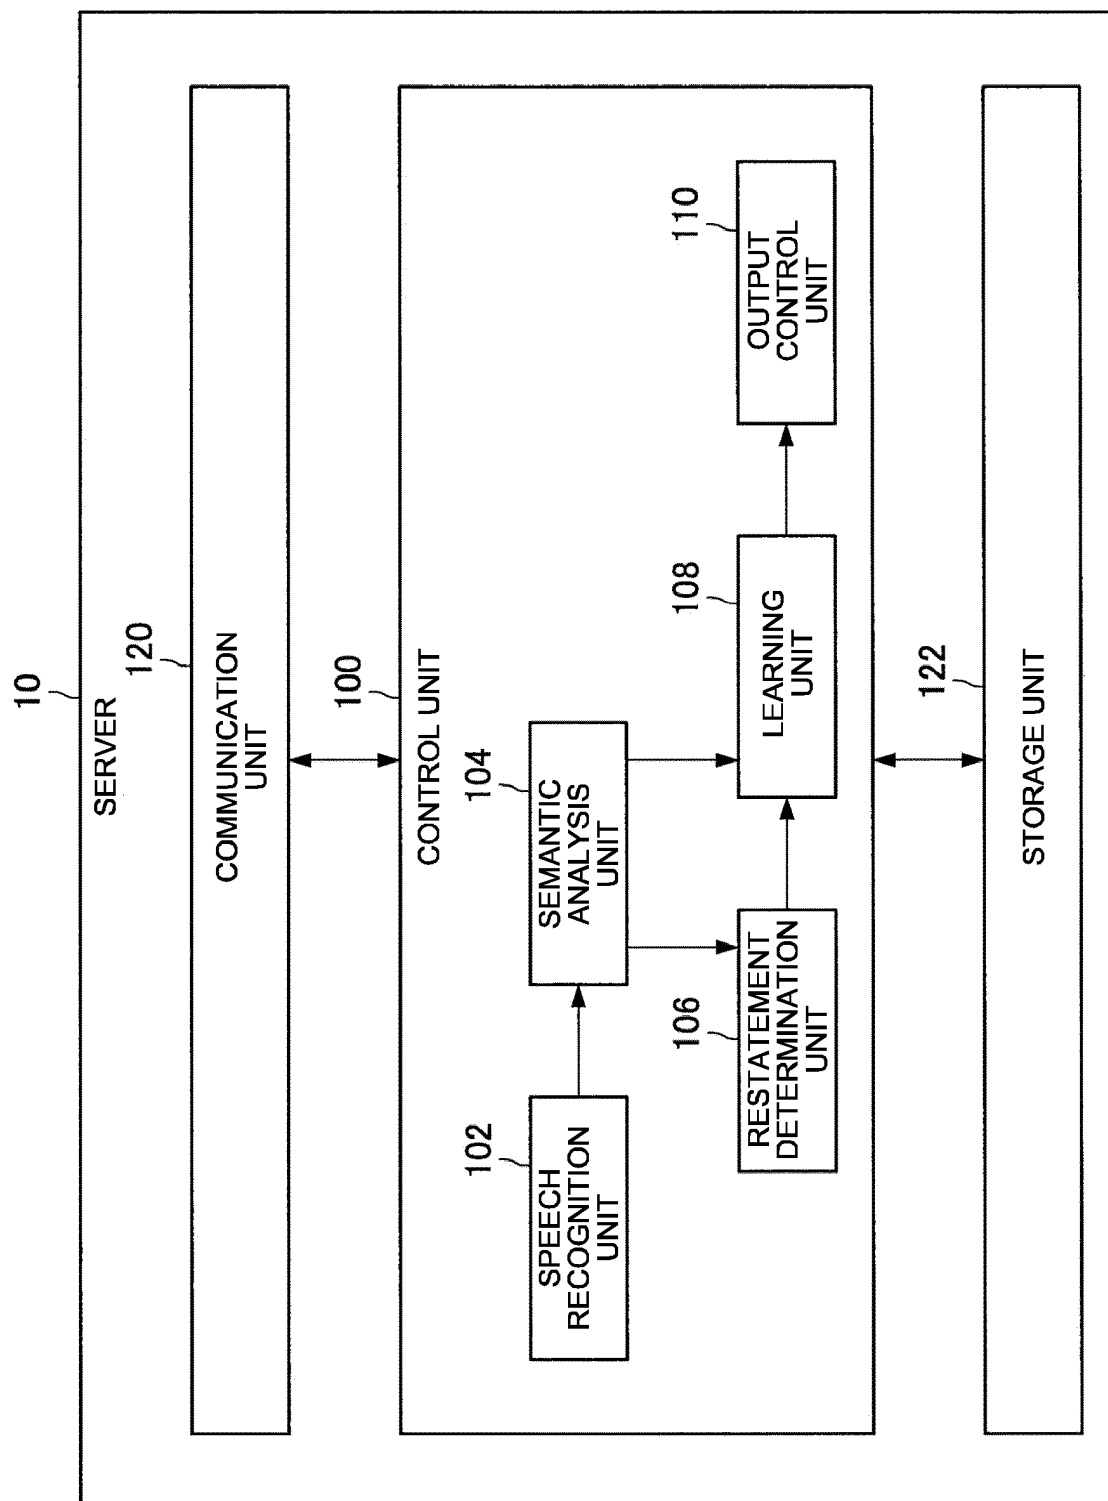 10
SERVER
120
COMMUNICATION
UNIT
100
CONTROL UNIT
102
SPEECH
RECOGNITION
UNIT
104
SEMANTIC
ANALYSIS
UNIT
106
RESTATEMENT
DETERMINATION
UNIT
108
LEARNING
UNIT
110
OUTPUT
CONTROL
UNIT
122
STORAGE UNIT